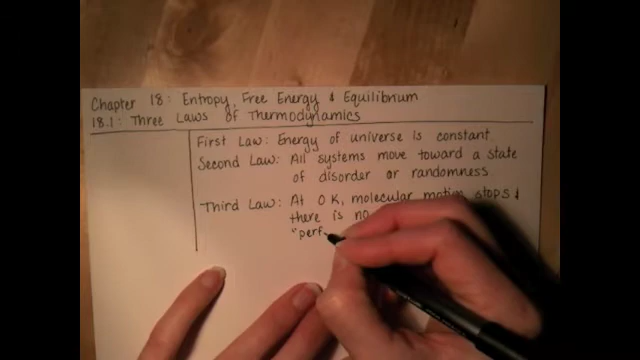 Chapter 18: Entropy, Free Energy & Equilibrium
18.1: Three Laws of Thermodynamics
First Law: Energy of universe is constant.
Second Law: All systems move toward a state
of disorder or randomness.
Third Law: At 0 K, molecular motion stops &
there is no
"perf